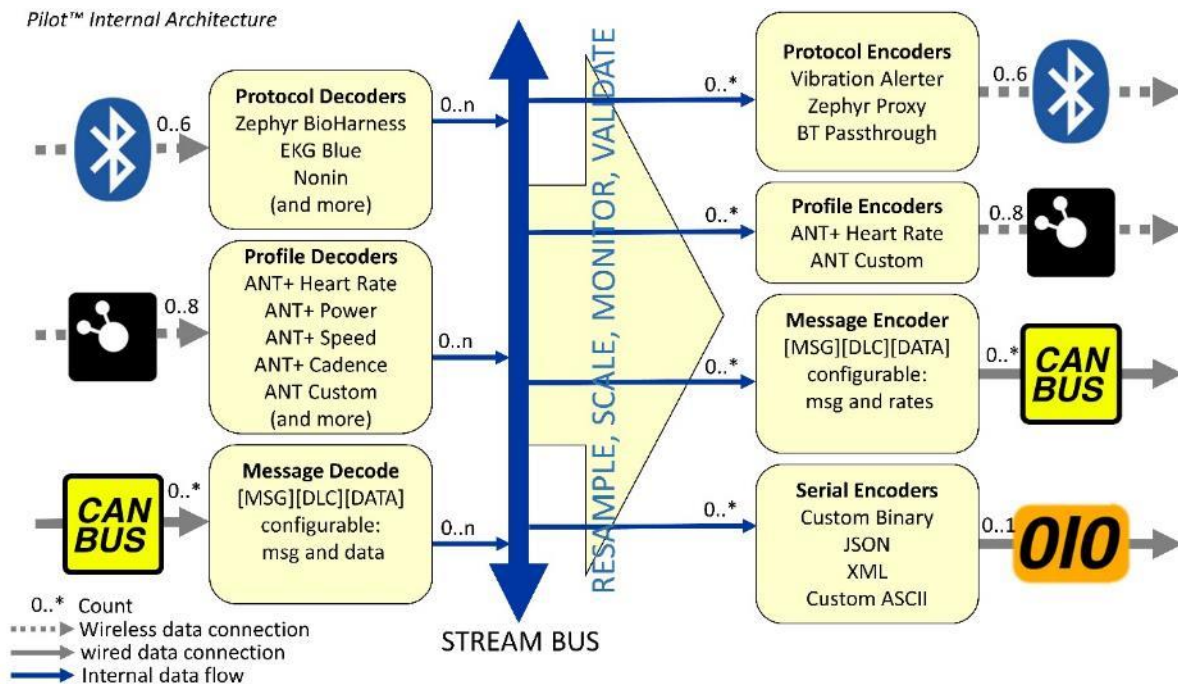 Pilot™ Internal Architecture
0..6
Protocol Decoders
Zephyr BioHarness
EKG Blue
Nonin
(and more)
0..n
0..8
Profile Decoders
ANT+ Heart Rate
ANT+ Power
ANT+ Speed
ANT+ Cadence
ANT Custom
(and more)
0..n
CAN
BUS
0..*
Message Decode
[MSG][DLC][DATA]
configurable:
msg and data
0..n
STREAM BUS
RESAMPLE, SCALE, MONITOR, VALIDATE
0..*
Protocol Encoders
Vibration Alerter
Zephyr Proxy
BT Passthrough
0..6
0..*
Profile Encoders
ANT+ Heart Rate
ANT Custom
0..8
0..*
Message Encoder
[MSG][DLC][DATA]
configurable:
msg and rates
0..*
CAN
BUS
0..*
Serial Encoders
Custom Binary
JSON
XML
Custom ASCII
0..1
010
0..* Count
Wireless data connection
wired data connection
Internal data flow